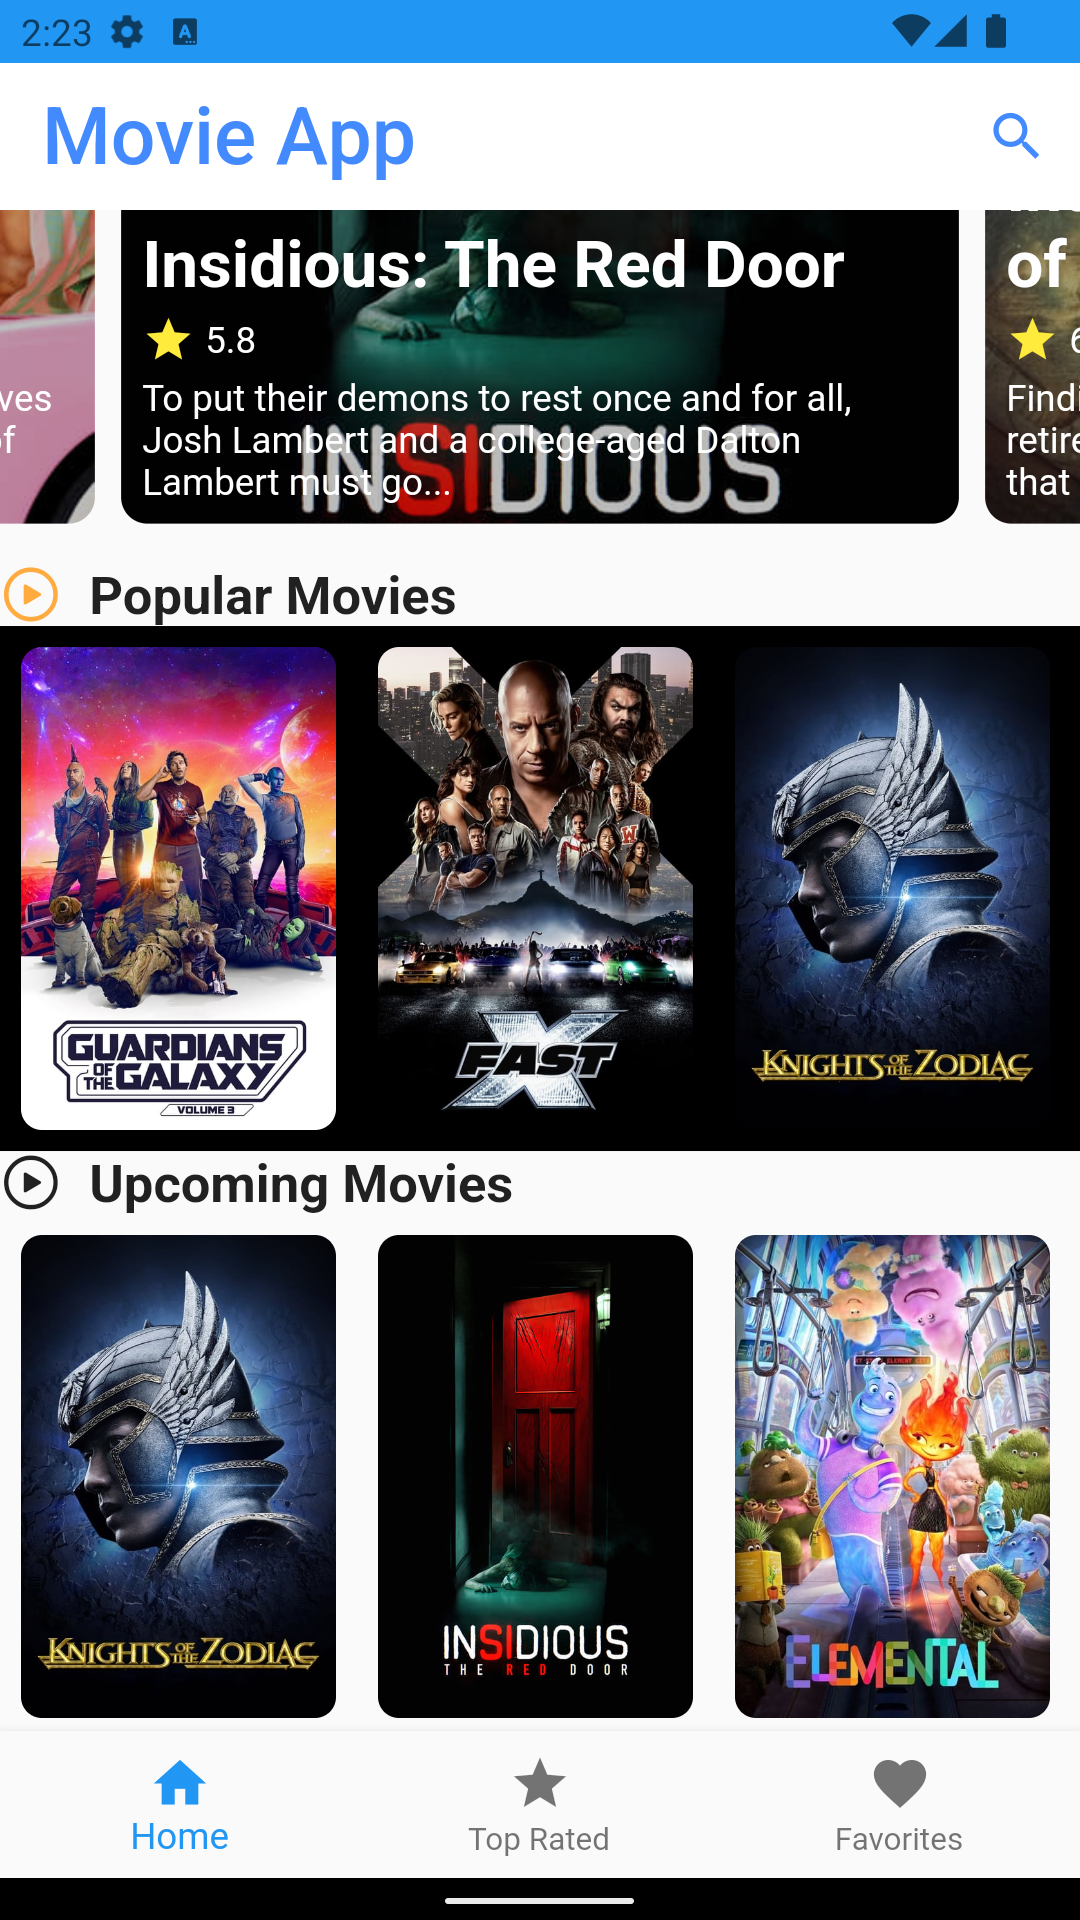 2:23
Movie App
Insidious: The Red Door
5.8
To put their demons to rest once and for all,
Josh Lambert and a college-aged Dalton
Lambert must go...
INSIDIOUS
ves
of
of
6
Findi
retire
that
Popular Movies
GUARDIANS
OF THE GALAXY
VOLUME 3
FAST X
KNIGHTS OF THE ZODIAC
Upcoming Movies
KNIGHTS OF THE ZODIAC
INSIDIOUS
THE RED DOOR
ELEMENTAL
Home
Top Rated
Favorites